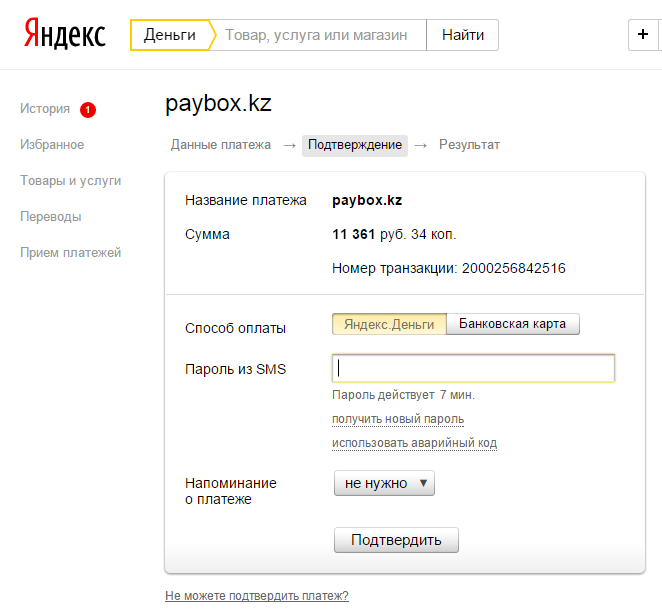 Яндекс Деньги Товар, услуга или магазин Найти +
История 1
Избранное
Товары и услуги
Переводы
Прием платежей
paybox.kz
Данные платежа → Подтверждение → Результат
Название платежа paybox.kz
Сумма 11 361 руб. 34 коп.
Номер транзакции: 2000256842516
Способ оплаты Яндекс.Деньги Банковская карта
Пароль из SMS
Пароль действует 7 мин.
получить новый пароль
использовать аварийный код
Напоминание
о платеже
не нужно ▼
Подтвердить
Не можете подтвердить платеж?